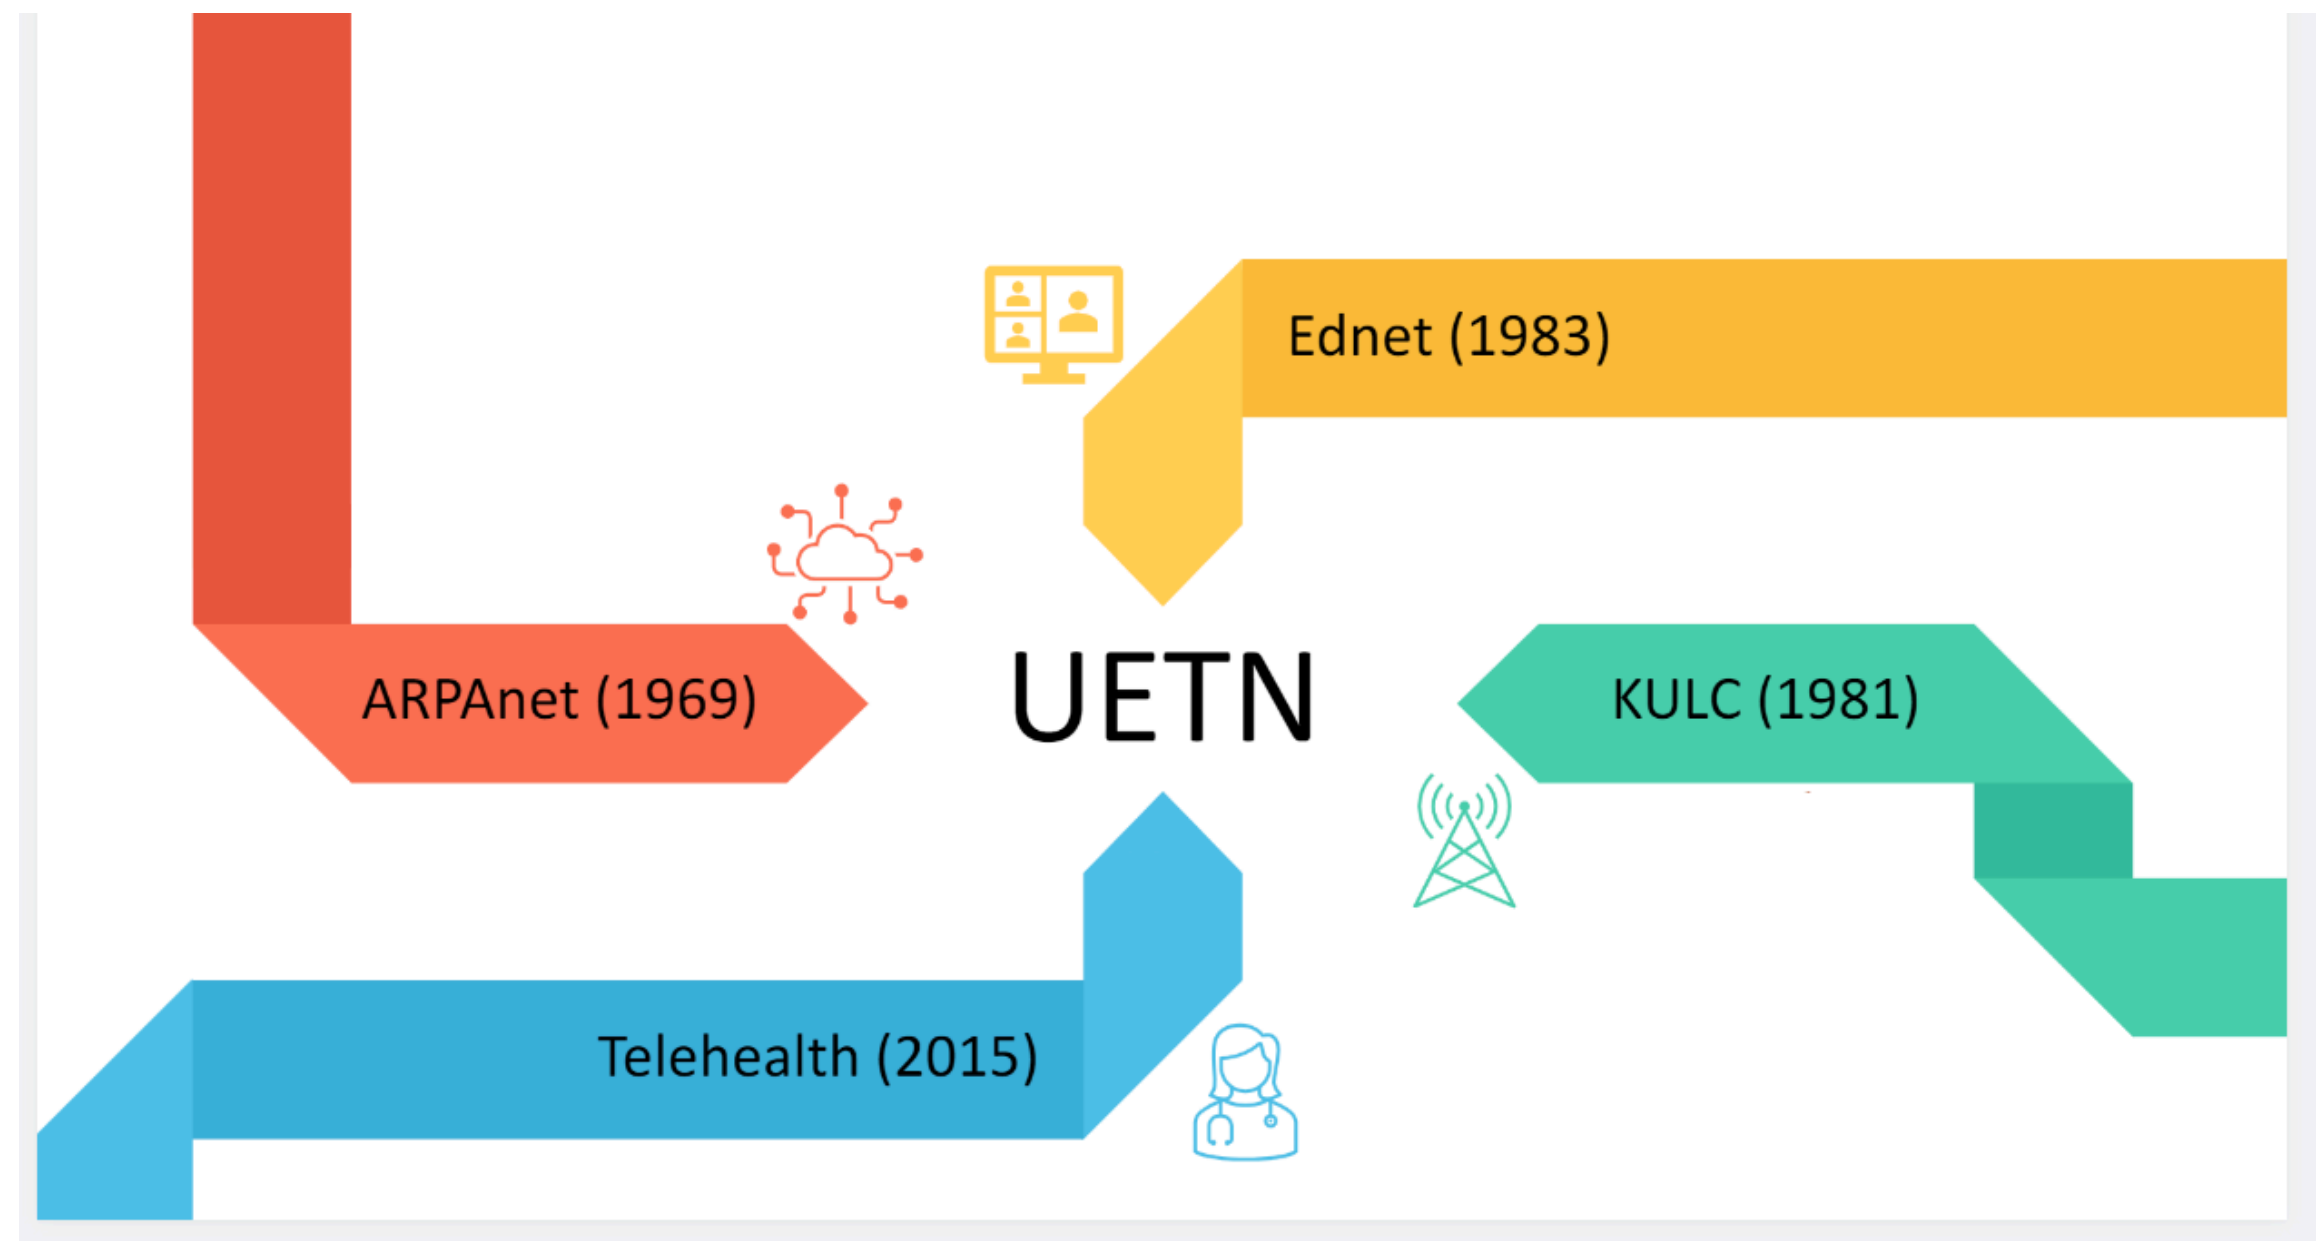 Ednet (1983)
ARPAnet (1969)
UETN
KULC (1981)
Telehealth (2015)